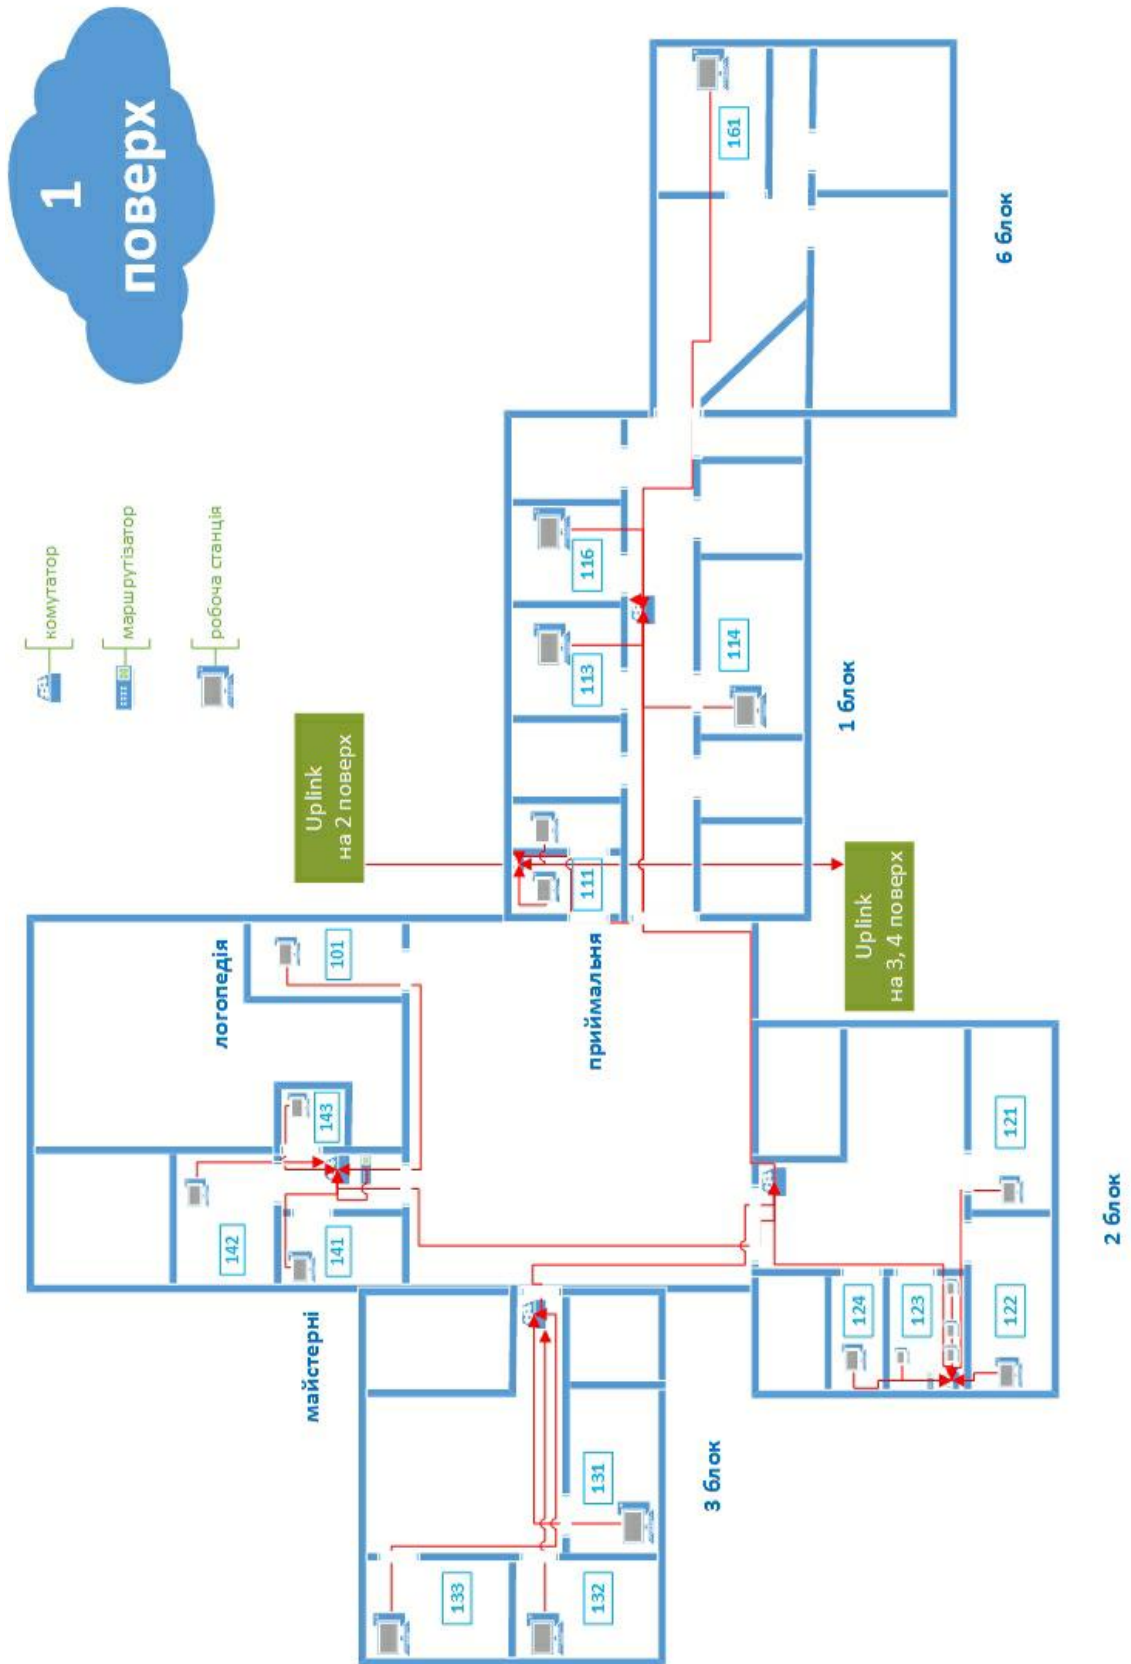 1
поверх
комутатор
маршрутізатор
робоча станція
Uplink
на 2 поверх
Uplink
на 3, 4 поверх
майстерні
логопедія
приймальня
142
141
143
101
133
132
131
3 блок
111
113
116
114
1 блок
161
6 блок
124
123
122
121
2 блок